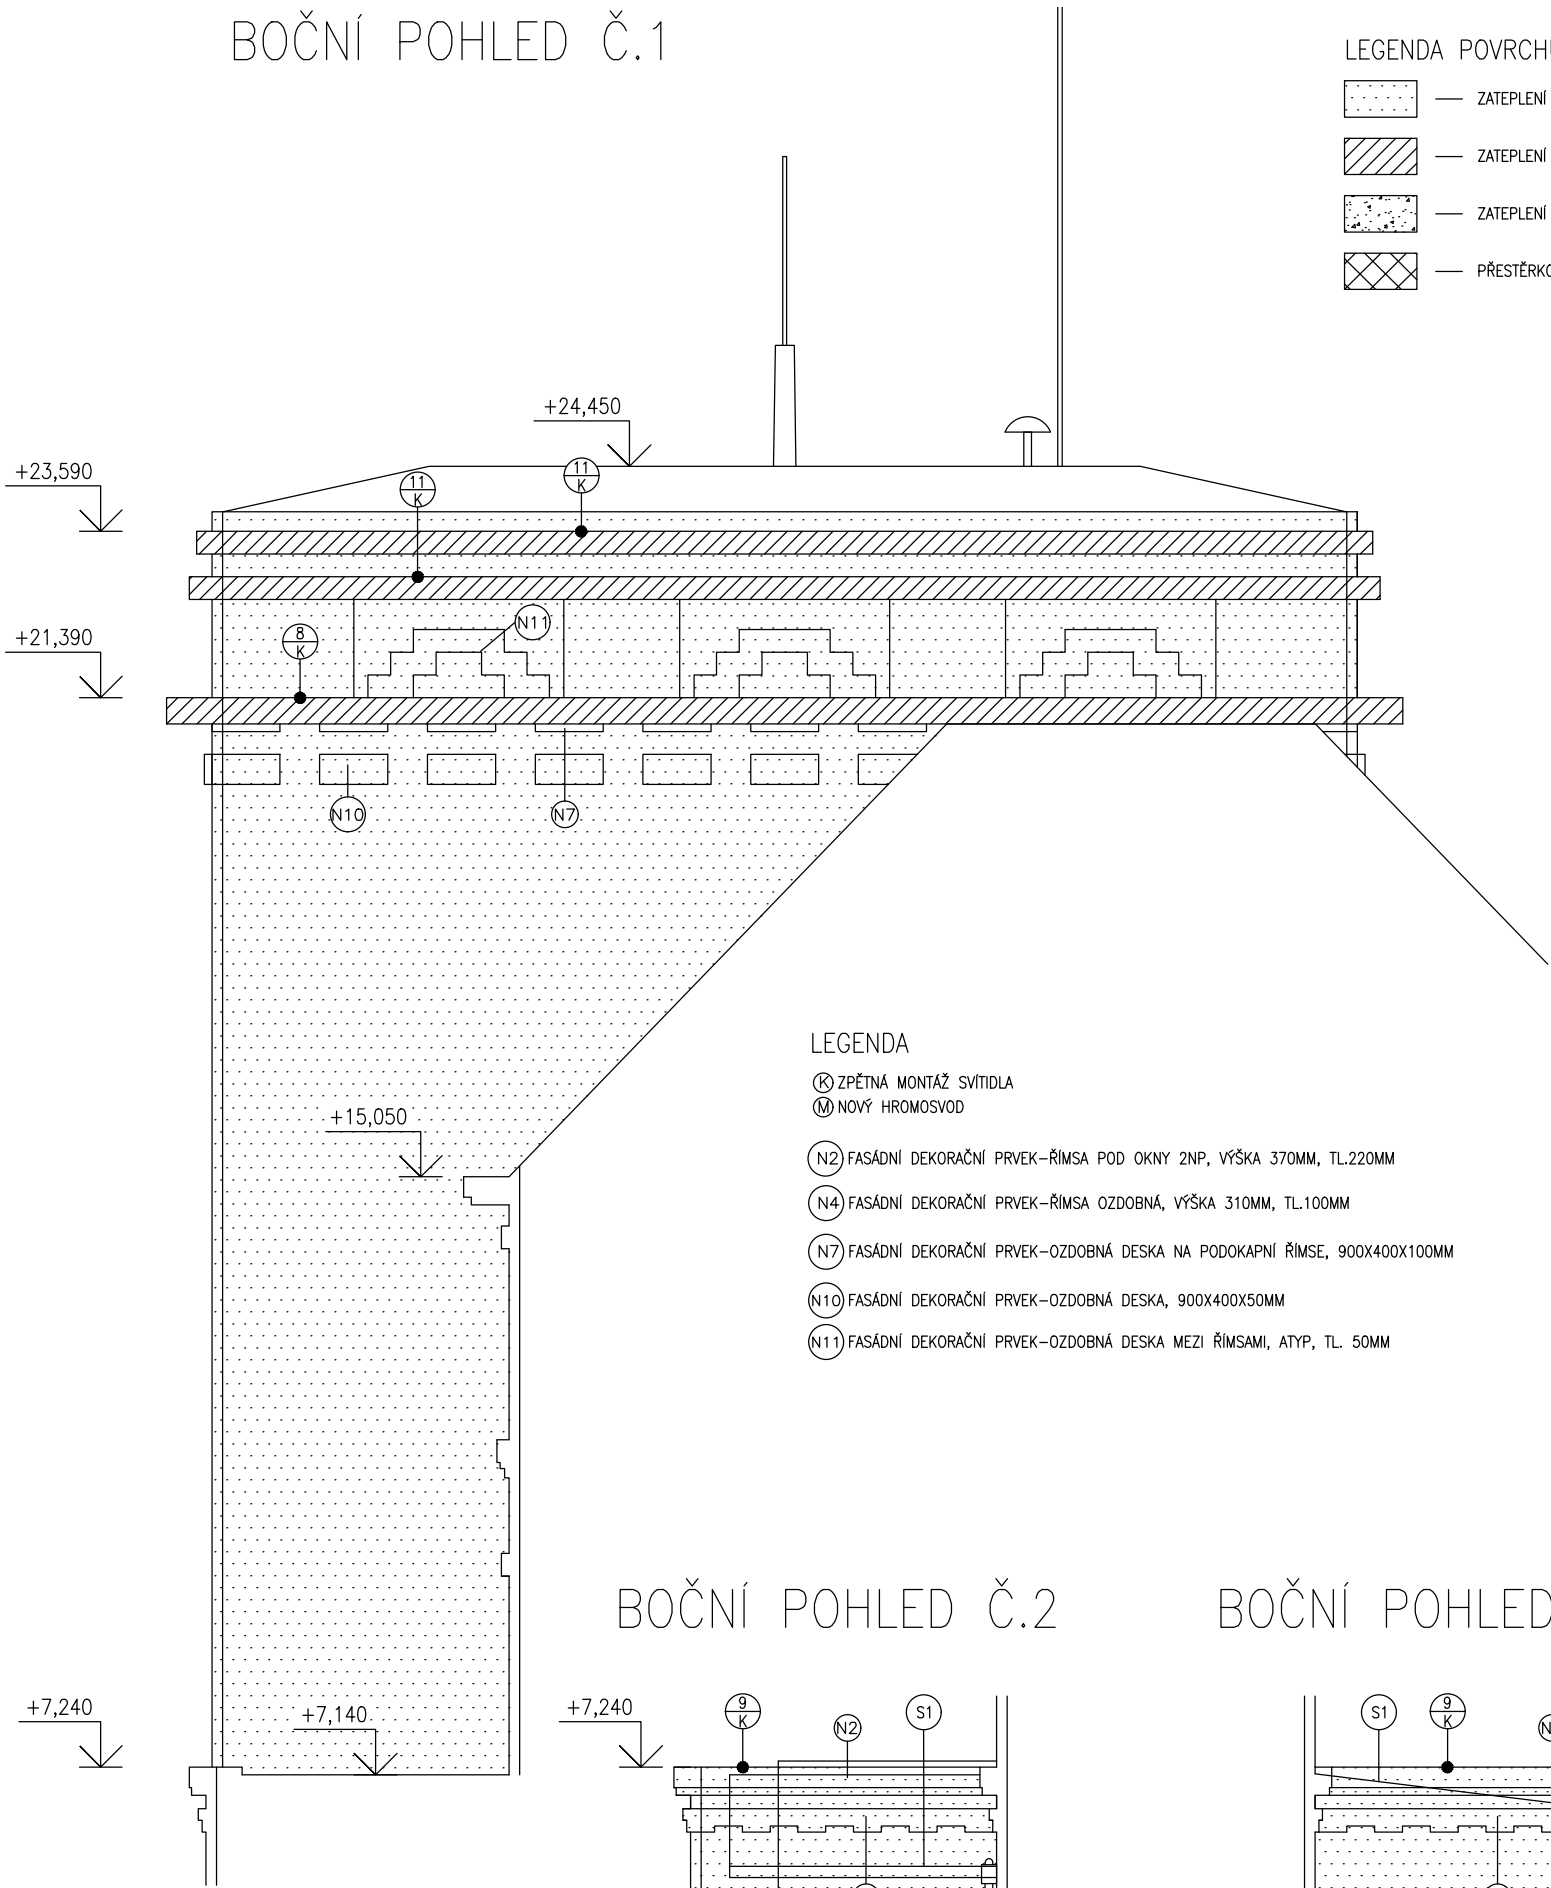 BOČNÍ POHLED Č.1
LEGENDA POVRCHŮ
ZATEPLENÍ
ZATEPLENÍ
ZATEPLENÍ
+24,450
+23,590
11
K
11
K
+21,390
8
K
N11
N10
N7
LEGENDA
K ZPĚTNÁ MONTÁŽ SVÍTIDLA
M NOVÝ HROMOSVOD
+15,050
N2 FASÁDNÍ DEKORAČNÍ PRVEK-ŘÍMSA POD OKNY 2NP, VÝŠKA 370MM, TL.220MM
N4 FASÁDNÍ DEKORAČNÍ PRVEK-ŘÍMSA OZDOBNÁ, VÝŠKA 310MM, TL.100MM
N7 FASÁDNÍ DEKORAČNÍ PRVEK-OZDOBNÁ DESKA NA PODOKAPNÍ ŘÍMSE, 900X400X100MM
N10 FASÁDNÍ DEKORAČNÍ PRVEK-OZDOBNÁ DESKA, 900X400X50MM
N11 FASÁDNÍ DEKORAČNÍ PRVEK-OZDOBNÁ DESKA MEZI ŘÍMSAMI, ATYP, TL. 50MM
BOČNÍ POHLED Č.2
BOČNÍ POHLED
+7,240
+7,140
+7,240
9
K
N2
S1
S1
9
K